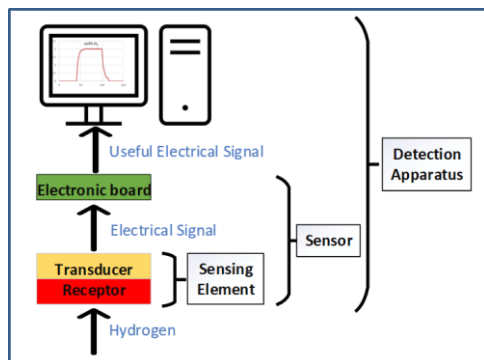 Useful Electrical Signal
Electronic board
Detection
Apparatus
Electrical Signal
Sensor
Transducer
Receptor
Sensing
Element
Hydrogen